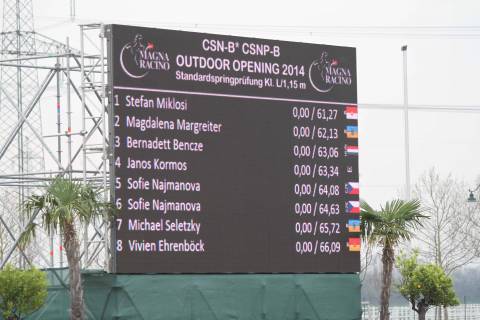 MAGNA
RACINO
CSN-B* CSNP-B
OUTDOOR OPENING 2014
Standardspringprüfung Kl. L/1,15 m
MAGNA
RACINO
1 Stefan Miklosi 0,00 / 61,27
2 Magdalena Margreiter 0,00 / 62,13
3 Bernadett Bencze 0,00 / 63,06
4 Janos Kormos 0,00 / 63,34
5 Sofie Najmanova 0,00 / 64,08
6 Sofie Najmanova 0,00 / 64,63
7 Michael Seletzky 0,00 / 65,72
8 Vivien Ehrenböck 0,00 / 66,09